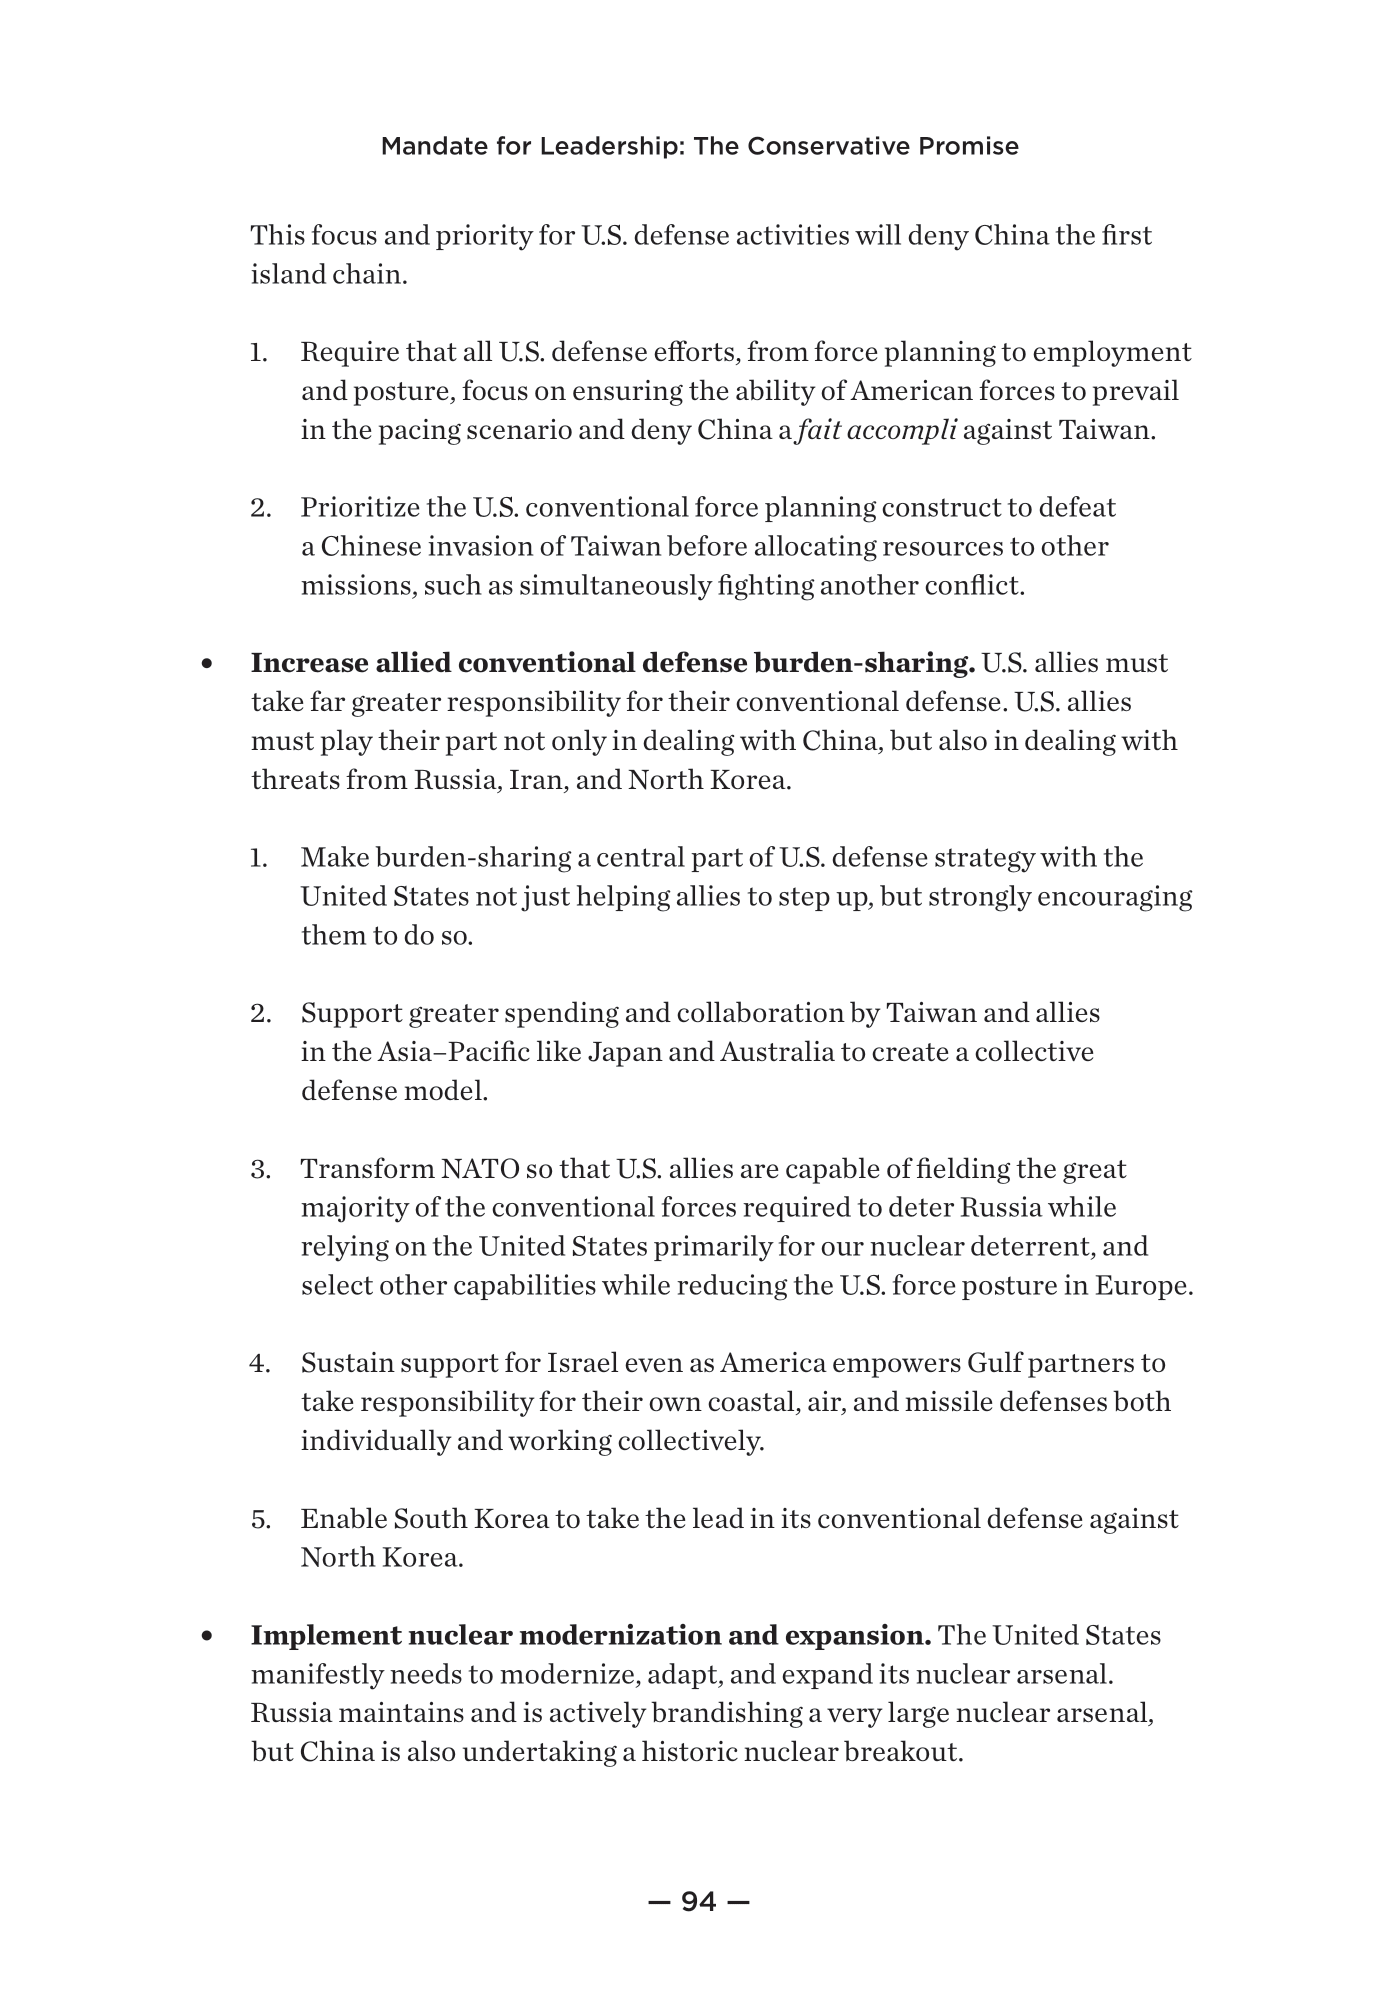 Mandate for Leadership: The Conservative Promise
This focus and priority for U.S. defense activities will deny China the first
island chain.
1. Require that all U.S. defense efforts, from force planning to employment
and posture, focus on ensuring the ability of American forces to prevail
in the pacing scenario and deny China a fait accompli against Taiwan.
2. Prioritize the U.S. conventional force planning construct to defeat
a Chinese invasion of Taiwan before allocating resources to other
missions, such as simultaneously fighting another conflict.
• Increase allied conventional defense burden-sharing. U.S. allies must
take far greater responsibility for their conventional defense. U.S. allies
must play their part not only in dealing with China, but also in dealing with
threats from Russia, Iran, and North Korea.
1. Make burden-sharing a central part of U.S. defense strategy with the
United States not just helping allies to step up, but strongly encouraging
them to do so.
2. Support greater spending and collaboration by Taiwan and allies
in the Asia–Pacific like Japan and Australia to create a collective
defense model.
3. Transform NATO so that U.S. allies are capable of fielding the great
majority of the conventional forces required to deter Russia while
relying on the United States primarily for our nuclear deterrent, and
select other capabilities while reducing the U.S. force posture in Europe.
4. Sustain support for Israel even as America empowers Gulf partners to
take responsibility for their own coastal, air, and missile defenses both
individually and working collectively.
5. Enable South Korea to take the lead in its conventional defense against
North Korea.
• Implement nuclear modernization and expansion. The United States
manifestly needs to modernize, adapt, and expand its nuclear arsenal.
Russia maintains and is actively brandishing a very large nuclear arsenal,
but China is also undertaking a historic nuclear breakout.
— 94 —